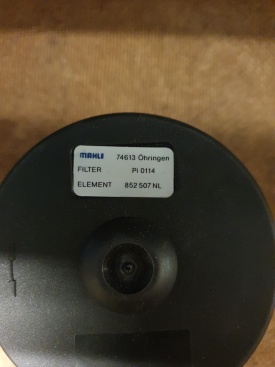 MAHLE 74613 Öhringen
FILTER PI 0114
ELEMENT 852 507 NL